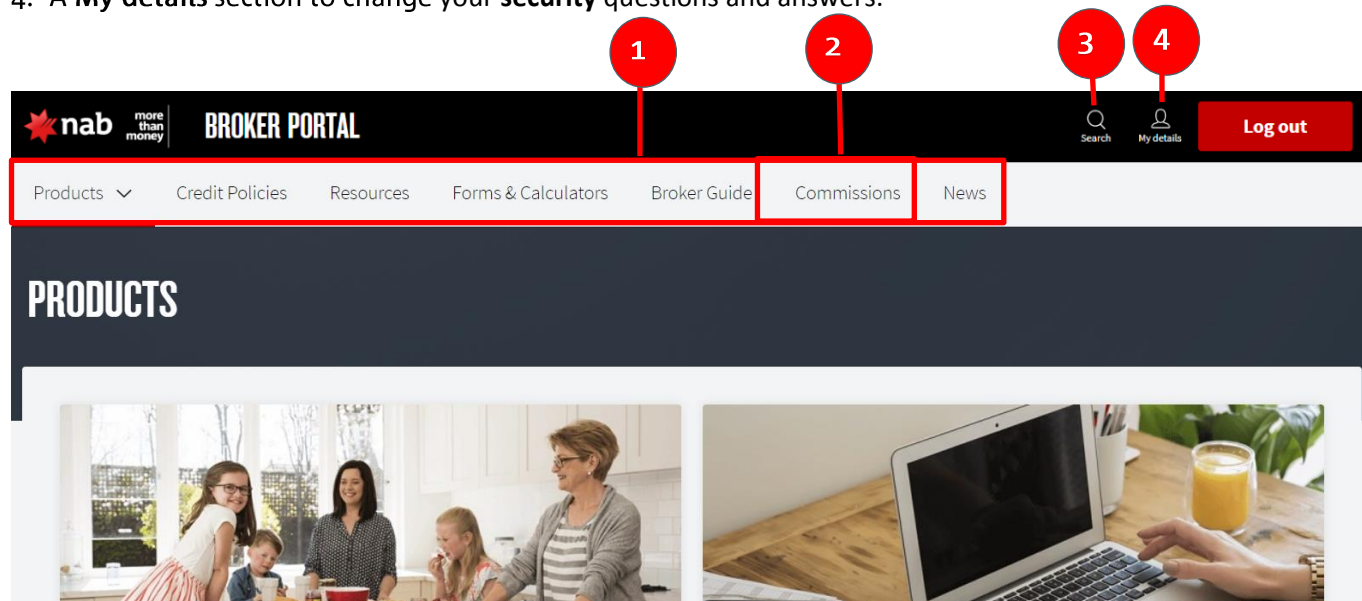 4. A My details section to change your security questions and answers.
1
2
3
4
nab
more
than
money
BROKER PORTAL
Search
My details
Log out
Products
Credit Policies
Resources
Forms & Calculators
Broker Guide
Commissions
News
PRODUCTS